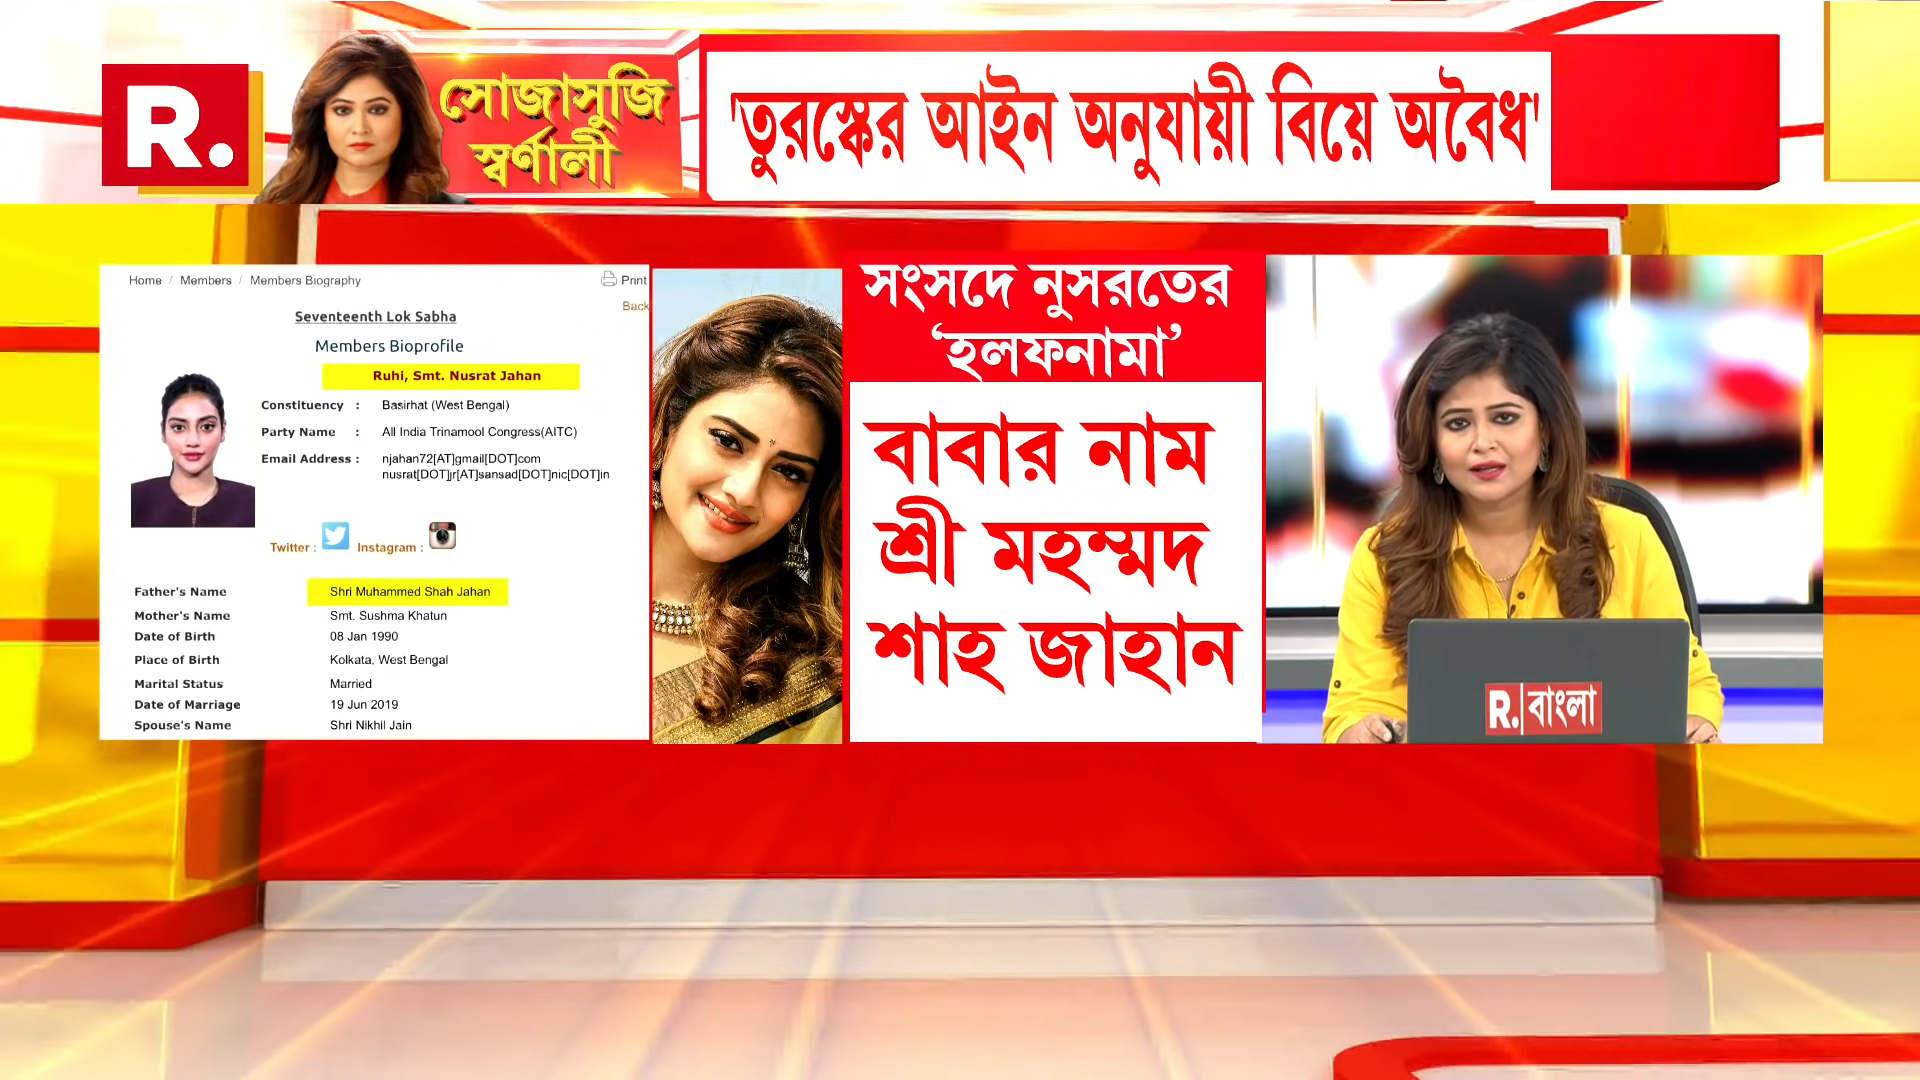 R.
সোজাসুজি
স্বর্ণালী
'তুরস্কের আইন অনুযায়ী বিয়ে অবৈধ'
Home / Members / Members Biography
Print
Back
Seventeenth Lok Sabha
Members Bioprofile
Ruhi, Smt. Nusrat Jahan
Constituency : Basirhat (West Bengal)
Party Name : All India Trinamool Congress(AITC)
Email Address : njahan72[AT]gmail[DOT]com
nusrat[DOT]jr[AT]sansad[DOT]nic[DOT]in
Twitter : Instagram :
Father's Name Shri Muhammed Shah Jahan
Mother's Name Smt. Sushma Khatun
Date of Birth 08 Jan 1990
Place of Birth Kolkata, West Bengal
Marital Status Married
Date of Marriage 19 Jun 2019
Spouse's Name Shri Nikhil Jain
সংসদে নুসরতের
‘হলফনামা’
বাবার নাম
শ্রী মহম্মদ
শাহ জাহান
R. বাংলা